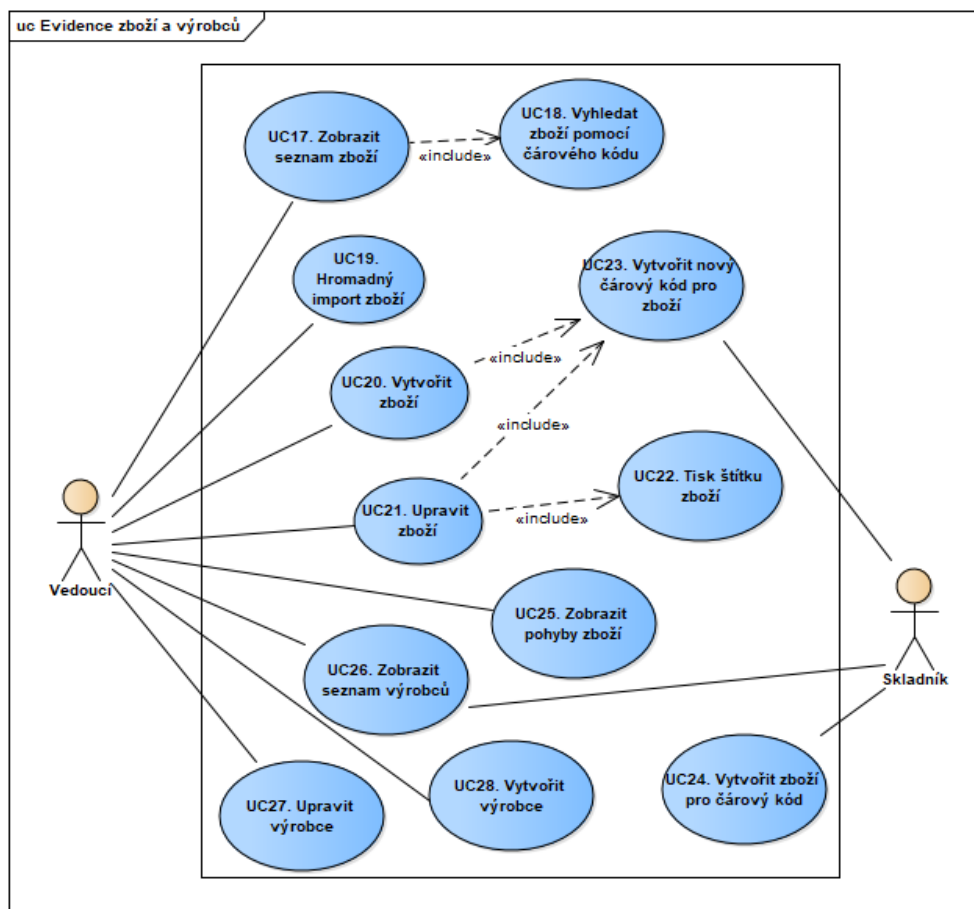 uc Evidence zboží a výrobců
UC17. Zobrazit
seznam zboží
«include»
UC18. Vyhledat
zboží pomocí
čárového kódu
UC19.
Hromadný
import zboží
UC23. Vytvořit nový
čárový kód pro
zboží
UC20. Vytvořit
zboží
«include»
«include»
UC21. Upravit
zboží
«include»
UC22. Tisk štítku
zboží
Vedoucí
UC25. Zobrazit
pohyby zboží
UC26. Zobrazit
seznam výrobců
Skladník
UC27. Upravit
výrobce
UC28. Vytvořit
výrobce
UC24. Vytvořit zboží
pro čárový kód